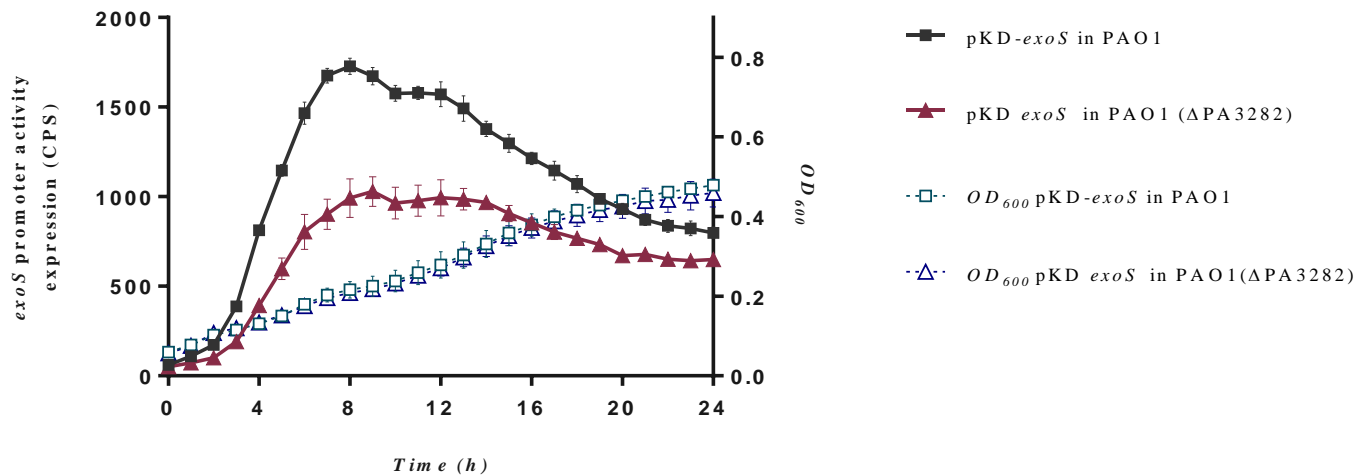 exoS promoter activity
expression (CPS)
2000
1500
1000
500
0
0.8
0.6
0.4
0.2
0.0
OD600
0 4 8 12 16 20 24
Time (h)
pKD-exoS in PAO1
pKD exoS in PAO1 (ΔPA3282)
OD600 pKD-exoS in PAO1
OD600 pKD exoS in PAO1(ΔPA3282)